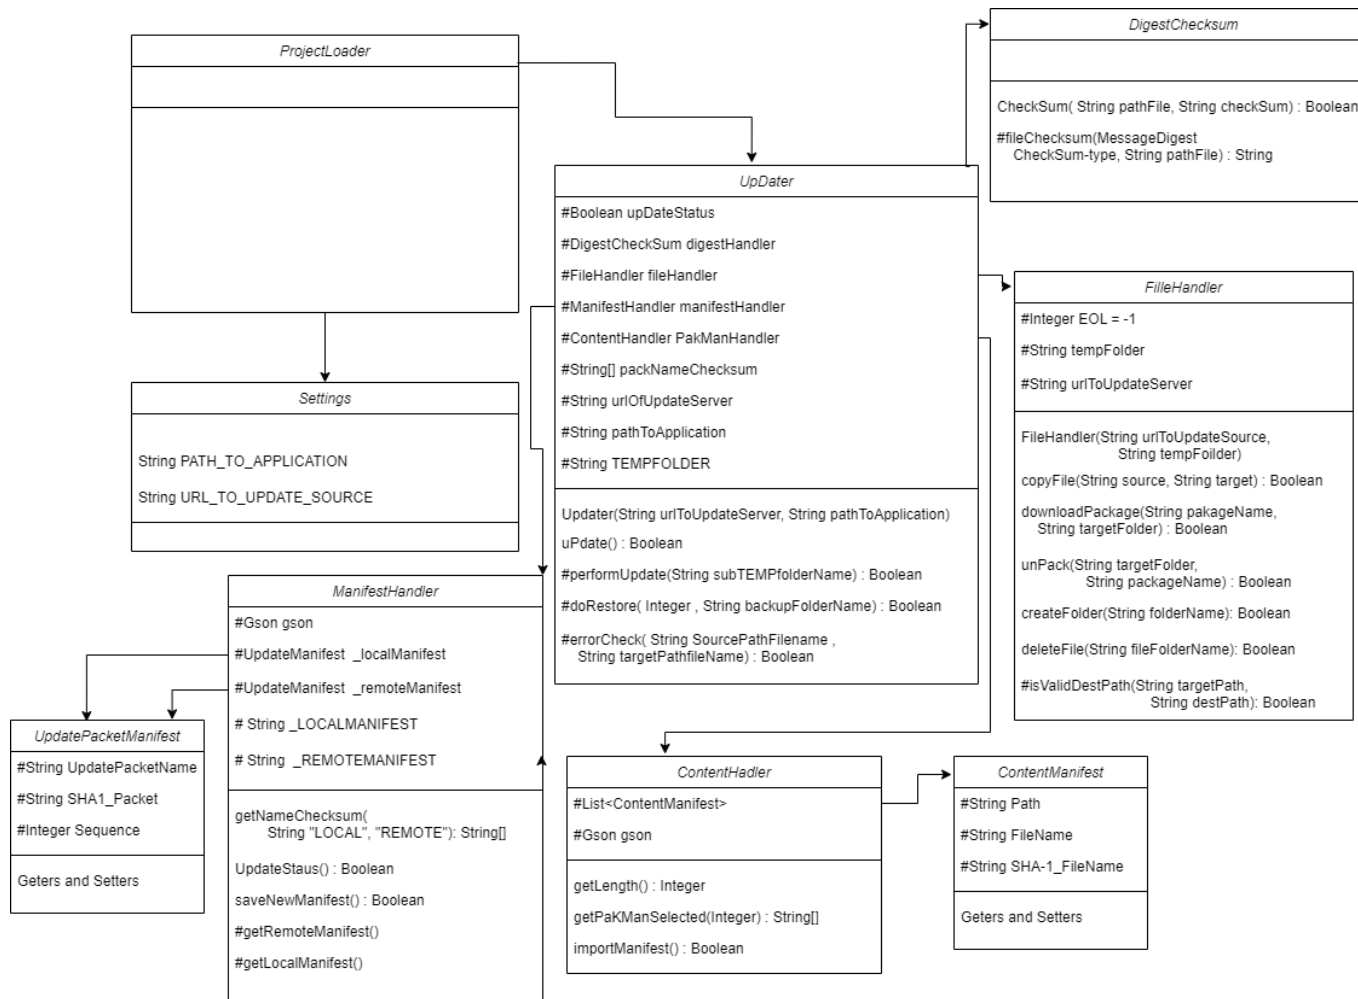 ProjectLoader
DigestChecksum
CheckSum( String pathFile, String checkSum) : Boolean
#fileChecksum(MessageDigest
CheckSum-type, String pathFile) : String
UpDater
#Boolean upDateStatus
#DigestCheckSum digestHandler
#FileHandler fileHandler
#ManifestHandler manifestHandler
#ContentHandler PakManHandler
#String[] packNameChecksum
#String urlOfUpdateServer
#String pathToApplication
#String TEMPFOLDER
Updater(String urlToUpdateServer, String pathToApplication)
uPdate() : Boolean
#performUpdate(String subTEMPfolderName) : Boolean
#doRestore( Integer , String backupFolderName) : Boolean
#errorCheck( String SourcePathFilename ,
String targetPathfileName) : Boolean
FilleHandler
#Integer EOL = -1
#String tempFolder
#String urlToUpdateServer
FileHandler(String urlToUpdateSource,
String tempFoilder)
copyFile(String source, String target) : Boolean
downloadPackage(String pakageName,
String targetFolder) : Boolean
unPack(String targetFolder,
String packageName) : Boolean
createFolder(String folderName): Boolean
deleteFile(String fileFolderName): Boolean
#isValidDestPath(String targetPath,
String destPath): Boolean
Settings
String PATH_TO_APPLICATION
String URL_TO_UPDATE_SOURCE
ManifestHandler
#Gson gson
#UpdateManifest _localManifest
#UpdateManifest _remoteManifest
# String _LOCALMANIFEST
# String _REMOTEMANIFEST
getNameChecksum(
String "LOCAL", "REMOTE"): String[]
UpdateStaus() : Boolean
saveNewManifest() : Boolean
#getRemoteManifest()
#getLocalManifest()
UpdatePacketManifest
#String UpdatePacketName
#String SHA1_Packet
#Integer Sequence
Geters and Setters
ContentHadler
#List<ContentManifest>
#Gson gson
getLength() : Integer
getPaKManSelected(Integer) : String[]
importManifest() : Boolean
ContentManifest
#String Path
#String FileName
#String SHA-1_FileName
Geters and Setters